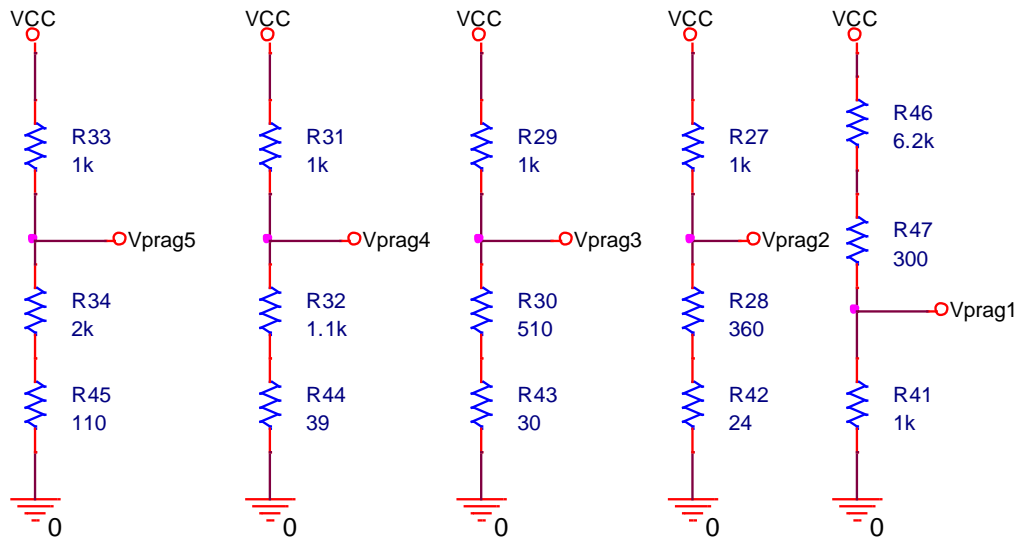 VCC
VCC
VCC
VCC
VCC
R33
1k
R31
1k
R29
1k
R27
1k
R46
6.2k
Vprag5
Vprag4
Vprag3
Vprag2
R47
300
R34
2k
R32
1.1k
R30
510
R28
360
Vprag1
R45
110
R44
39
R43
30
R42
24
R41
1k
0
0
0
0
0